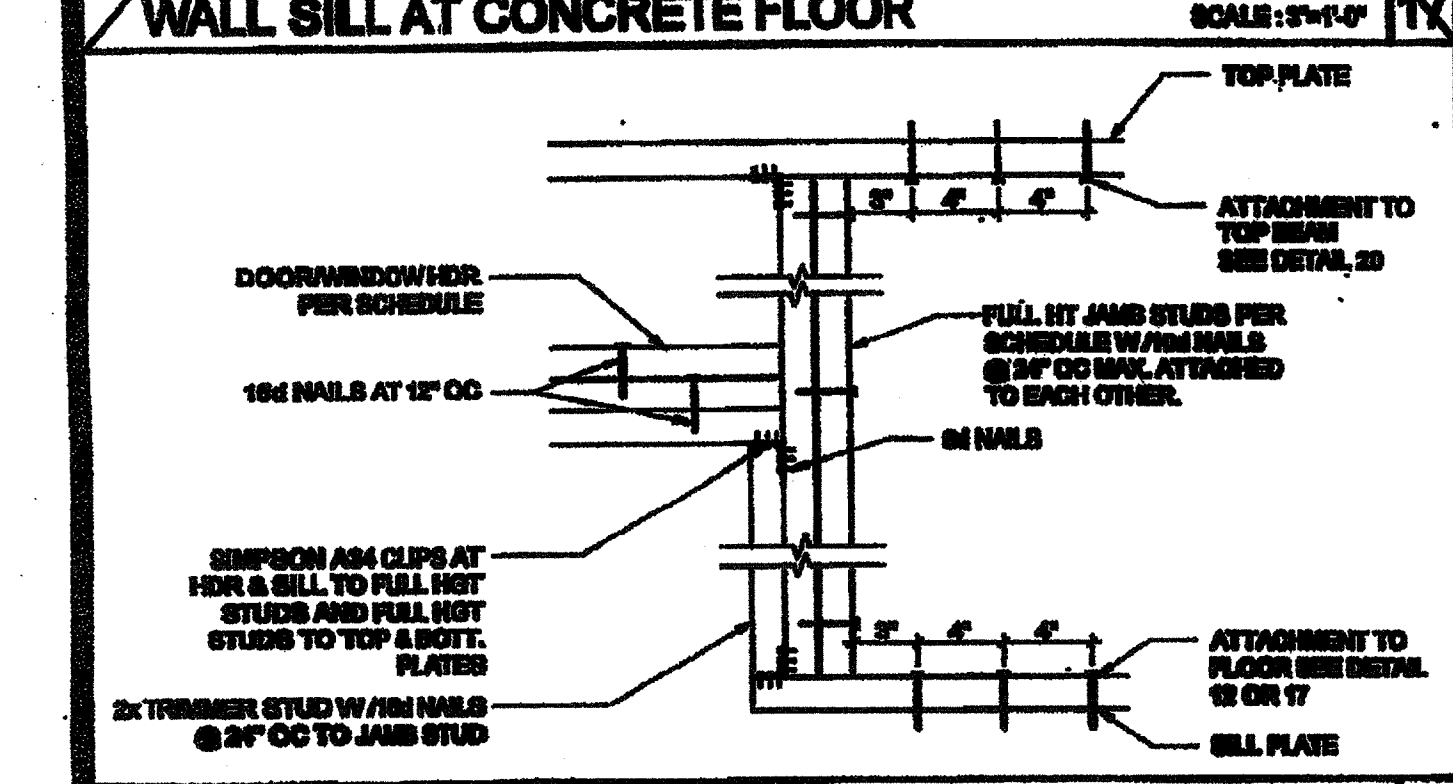 WALL SILL AT CONCRETE FLOOR
SCALE : 3"=1'-0"
TOP PLATE
3" 4" 4"
ATTACHMENT TO
TOP BEAM
SEE DETAIL 20
DOOR/WINDOW HDR
PER SCHEDULE
FULL HT JAMB STUDS PER
SCHEDULE W/10d NAILS
@ 24" OC MAX. ATTACHED
TO EACH OTHER.
16d NAILS AT 12" OC
8d NAILS
SIMPSON A34 CLIPS AT
HDR & SILL TO FULL HGT
STUDS AND FULL HGT
STUDS TO TOP & BOTT.
PLATES
3" 4" 4"
ATTACHMENT TO
FLOOR SEE DETAIL
12 OR 17
2x TRIMMER STUD W/10d NAILS
@ 24" OC TO JAMB STUD
SILL PLATE